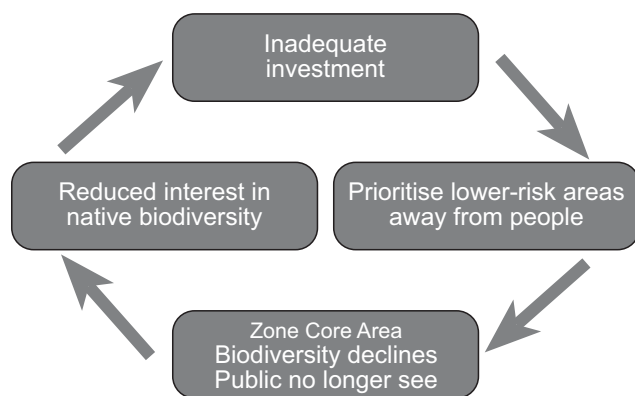 Inadequate
investment
Reduced interest in
native biodiversity
Prioritise lower-risk areas
away from people
Zone Core Area
Biodiversity declines
Public no longer see